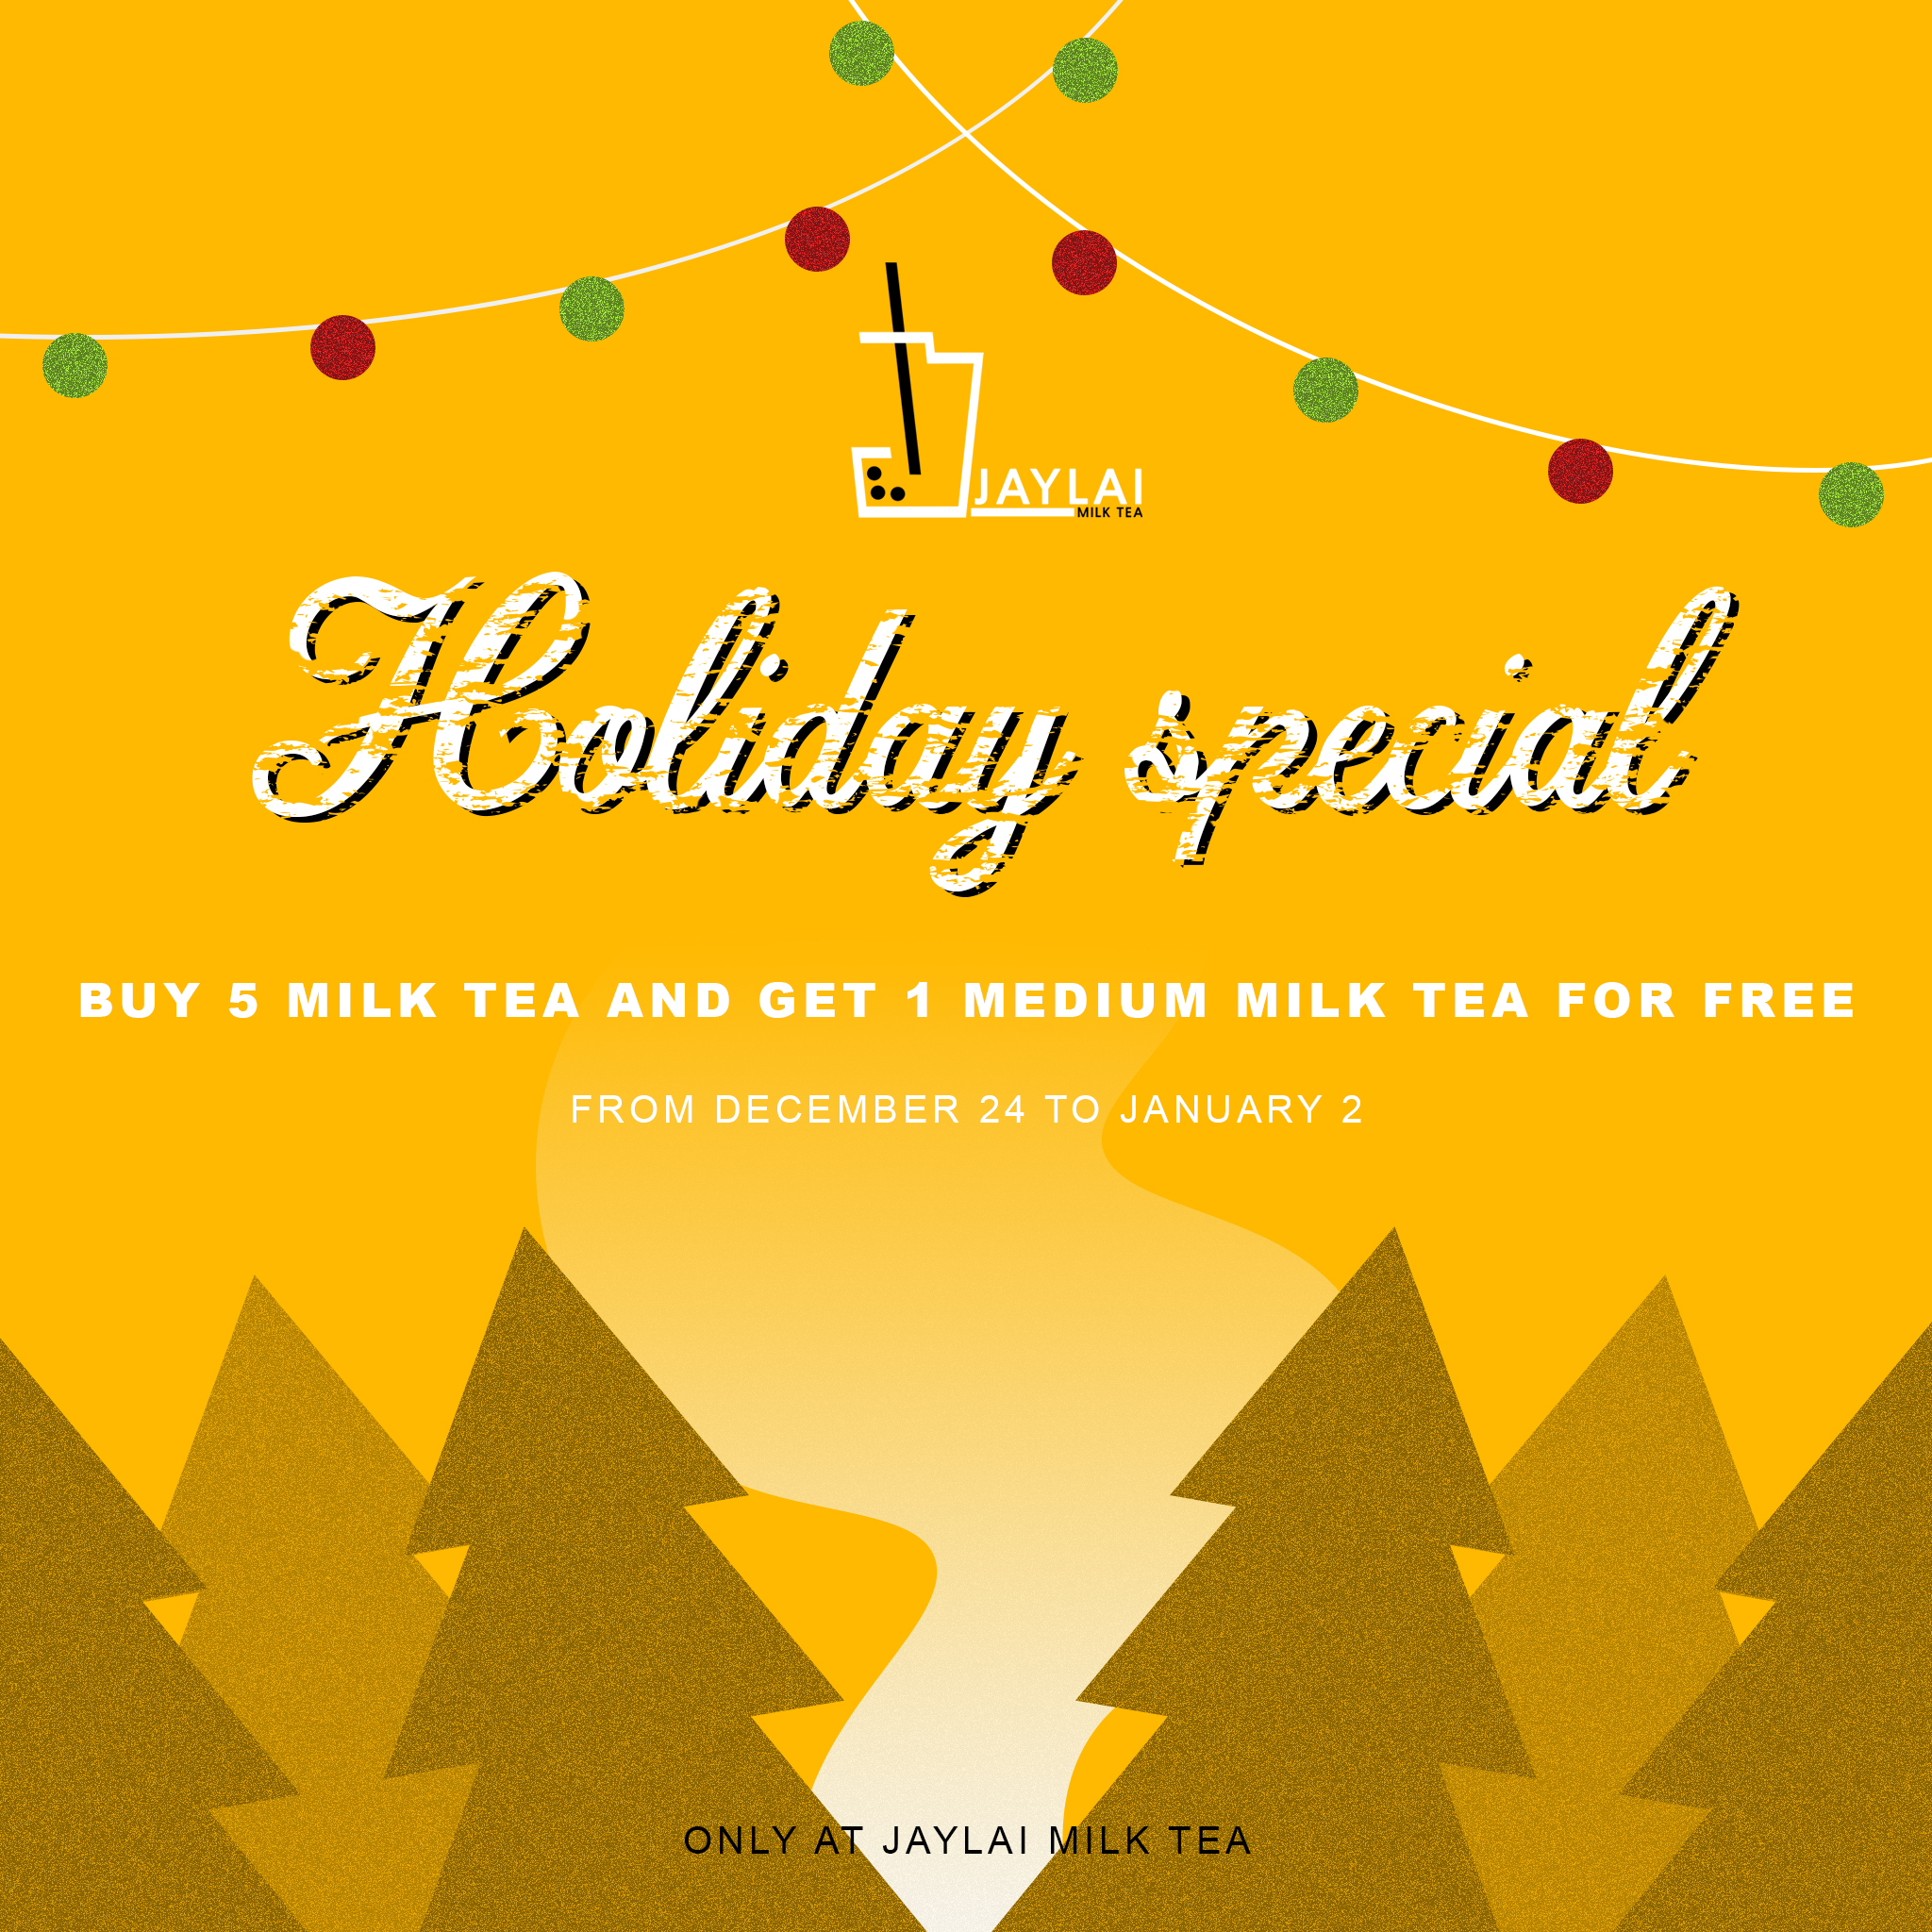 JAYLAI
MILK TEA
Holiday special
BUY 5 MILK TEA AND GET 1 MEDIUM MILK TEA FOR FREE
FROM DECEMBER 24 TO JANUARY 2
ONLY AT JAYLAI MILK TEA